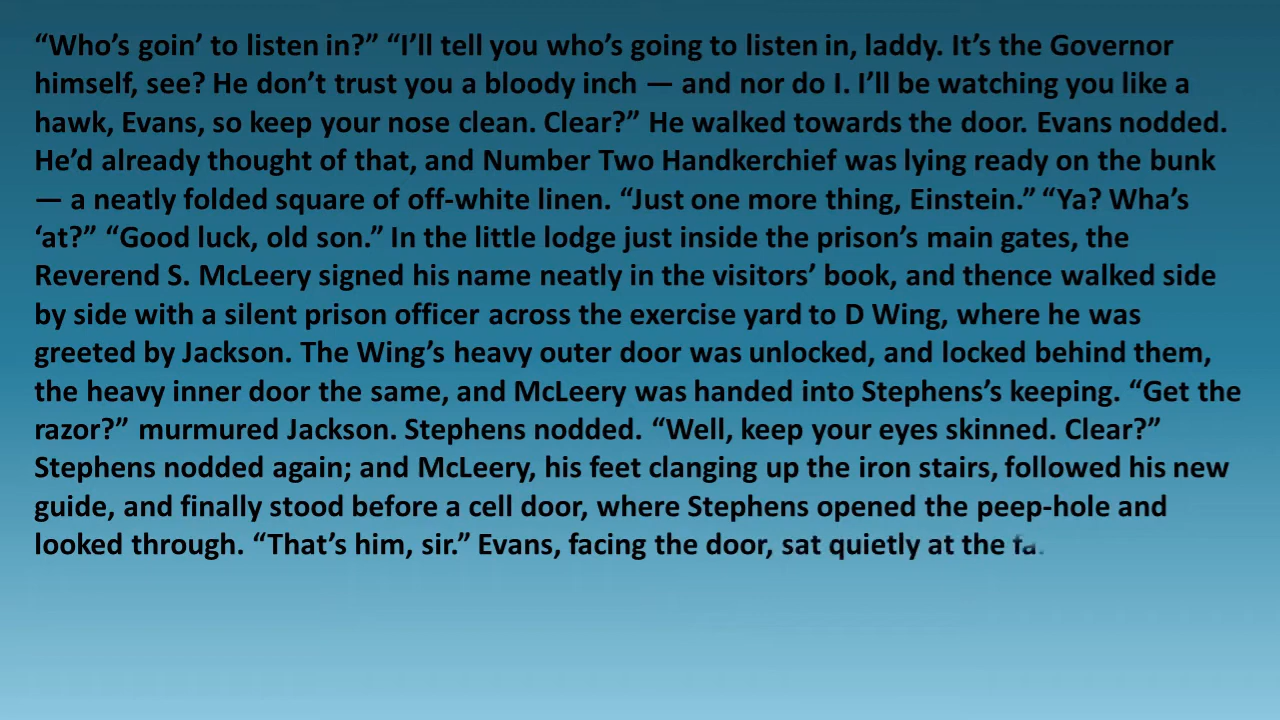 “Who’s goin’ to listen in?” “I’ll tell you who’s going to listen in, laddy. It’s the Governor
himself, see? He don’t trust you a bloody inch — and nor do I. I’ll be watching you like a
hawk, Evans, so keep your nose clean. Clear?” He walked towards the door. Evans nodded.
He’d already thought of that, and Number Two Handkerchief was lying ready on the bunk
— a neatly folded square of off-white linen. “Just one more thing, Einstein.” “Ya? Wha’s
‘at?” “Good luck, old son.” In the little lodge just inside the prison’s main gates, the
Reverend S. McLeery signed his name neatly in the visitors’ book, and thence walked side
by side with a silent prison officer across the exercise yard to D Wing, where he was
greeted by Jackson. The Wing’s heavy outer door was unlocked, and locked behind them,
the heavy inner door the same, and McLeery was handed into Stephens’s keeping. “Get the
razor?” murmured Jackson. Stephens nodded. “Well, keep your eyes skinned. Clear?”
Stephens nodded again; and McLeery, his feet clanging up the iron stairs, followed his new
guide, and finally stood before a cell door, where Stephens opened the peep-hole and
looked through. “That’s him, sir.” Evans, facing the door, sat quietly at the